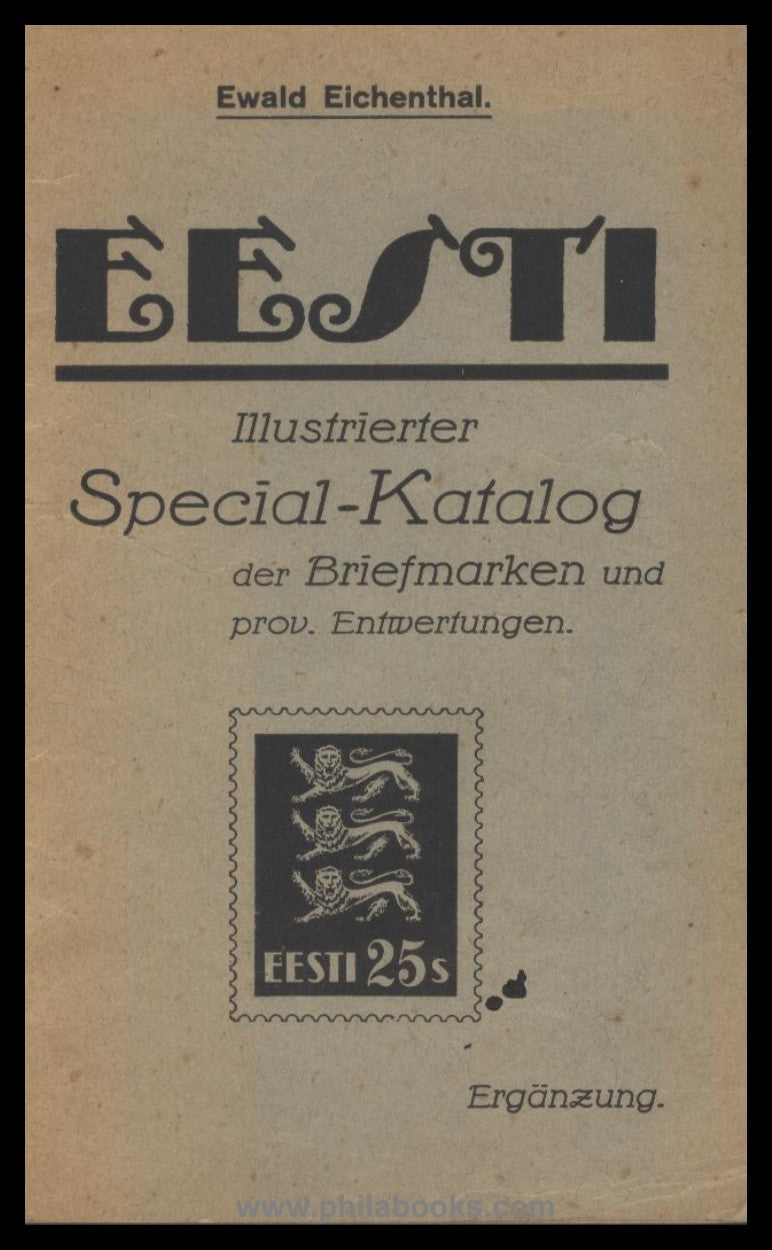 Ewald Eichenthal.
EESTI
Illustrierter
Special-Katalog
der Briefmarken und
prov. Entwertungen.
EESTI 25s
Ergänzung.
www.philabooks.com